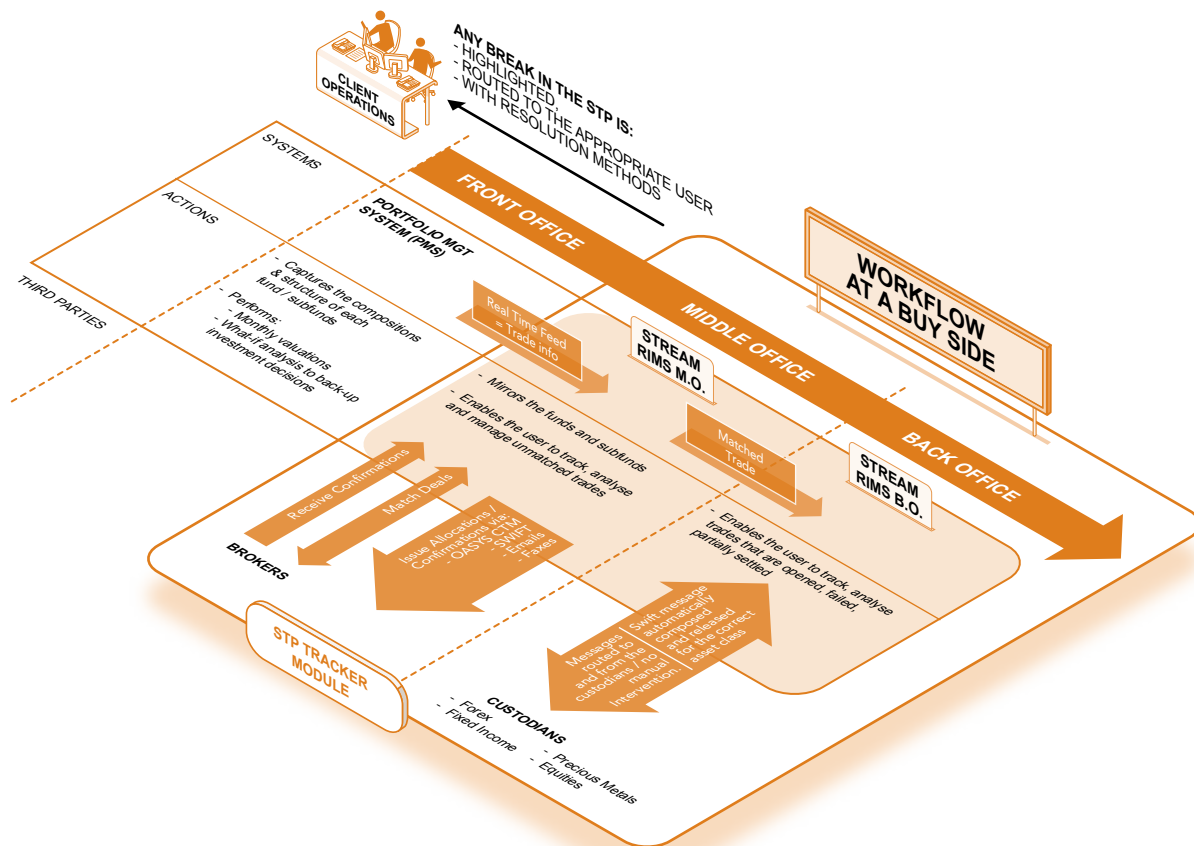 ANY BREAK IN THE STP IS:
- HIGHLIGHTED,
- ROUTED TO THE APPROPRIATE USER
- WITH RESOLUTION METHODS
CLIENT
OPERATIONS
SYSTEMS
ACTIONS
THIRD PARTIES
FRONT OFFICE
MIDDLE OFFICE
BACK OFFICE
WORKFLOW
AT A BUY SIDE
PORTFOLIO MGT
SYSTEM (PMS)
- Captures the compositions
& structure of each
fund / subfunds
- Performs:
- Monthly valuations
- What-if analysis to back-up
investment decisions
Real Time Feed
= Trade info
STREAM
RIMS M.O.
- Mirrors the funds and subfunds
- Enables the user to track, analyse
and manage unmatched trades
Matched
Trade
STREAM
RIMS B.O.
- Enables the user to track, analyse
trades that are opened, failed,
partially settled
Receive Confirmations
Match Deals
Issue Allocations /
Confirmations via:
- OASYS CTM
- SWIFT
- Emails
- Faxes
BROKERS
Messages
routed to
and from the
custodians / no
manual
Intervention.
Swift message
automatically
composed
and released
for the correct
asset class
STP TRACKER
MODULE
CUSTODIANS
- Forex
- Fixed Income
- Precious Metals
- Equities